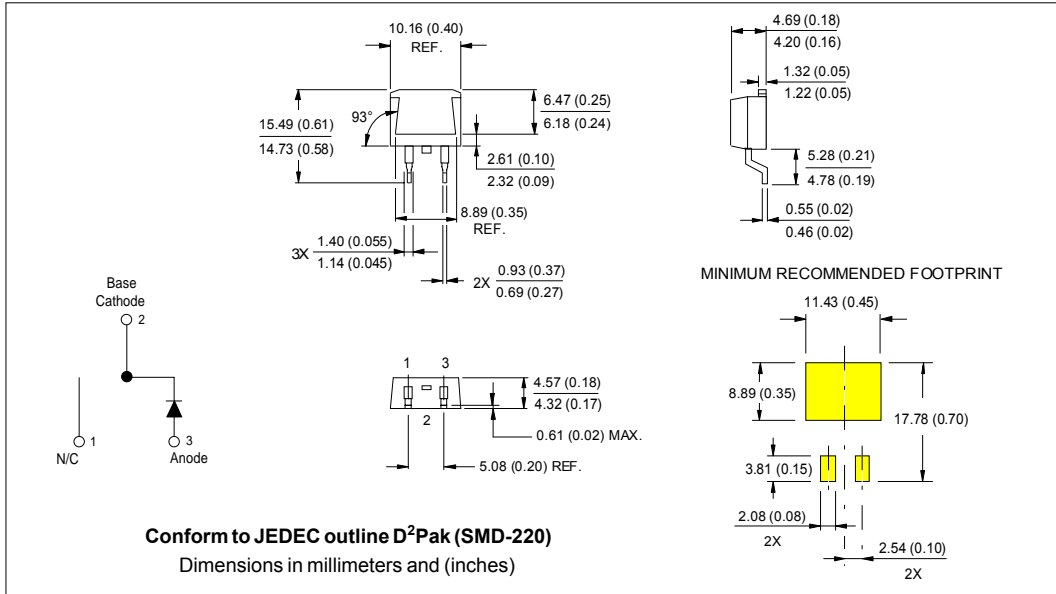 10.16 (0.40)
REF.
93°
15.49 (0.61)
14.73 (0.58)
6.47 (0.25)
6.18 (0.24)
2.61 (0.10)
2.32 (0.09)
8.89 (0.35)
REF.
3X 1.40 (0.055)
1.14 (0.045)
2X 0.93 (0.37)
0.69 (0.27)
4.69 (0.18)
4.20 (0.16)
1.32 (0.05)
1.22 (0.05)
5.28 (0.21)
4.78 (0.19)
0.55 (0.02)
0.46 (0.02)
Base
Cathode
2
1
N/C
3
Anode
1 3
2
4.57 (0.18)
4.32 (0.17)
0.61 (0.02) MAX.
5.08 (0.20) REF.
MINIMUM RECOMMENDED FOOTPRINT
11.43 (0.45)
8.89 (0.35)
17.78 (0.70)
3.81 (0.15)
2.08 (0.08)
2X
2.54 (0.10)
2X
Conform to JEDEC outline D²Pak (SMD-220)
Dimensions in millimeters and (inches)